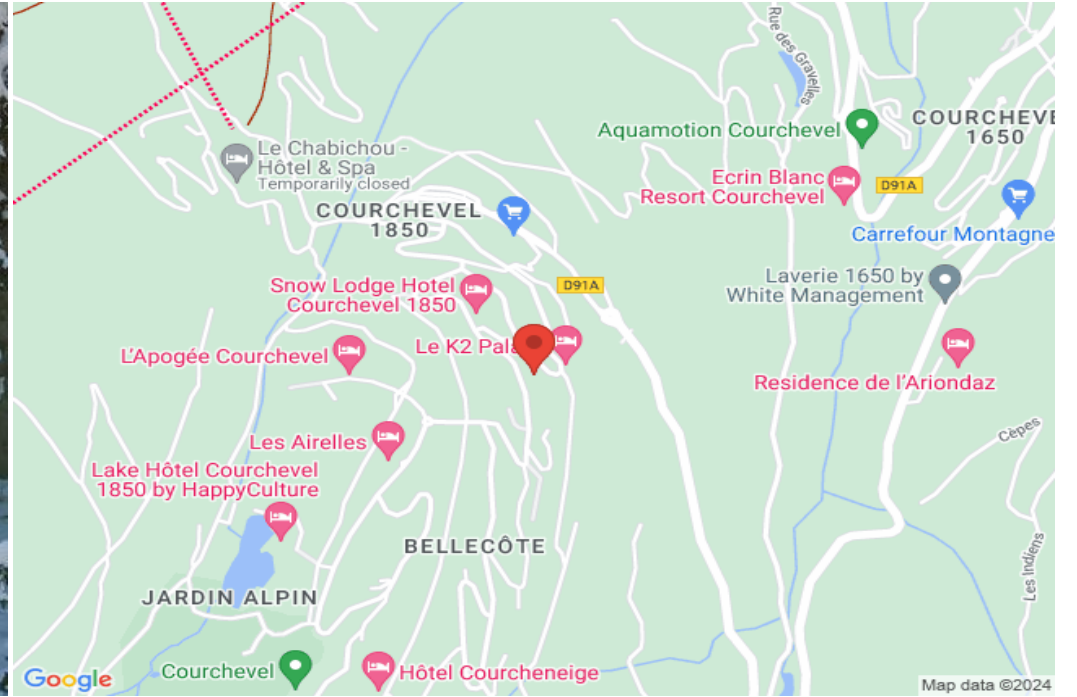 Rue des Gravelles
Aquamotion Courchevel
COURCHEVE
1650
Le Chabichou -
Hôtel & Spa
Temporarily closed
Ecrin Blanc
Resort Courchevel
D91A
COURCHEVEL
1850
Carrefour Montagne
Snow Lodge Hotel
Courchevel 1850
D91A
Laverie 1650 by
White Management
L'Apogée Courchevel
Le K2 Pala
Residence de l'Ariondaz
Cèpes
Les Airelles
Lake Hôtel Courchevel
1850 by HappyCulture
BELLECÔTE
Les Indiens
JARDIN ALPIN
Courchevel
Hôtel Courcheneige
Google
Map data ©2024